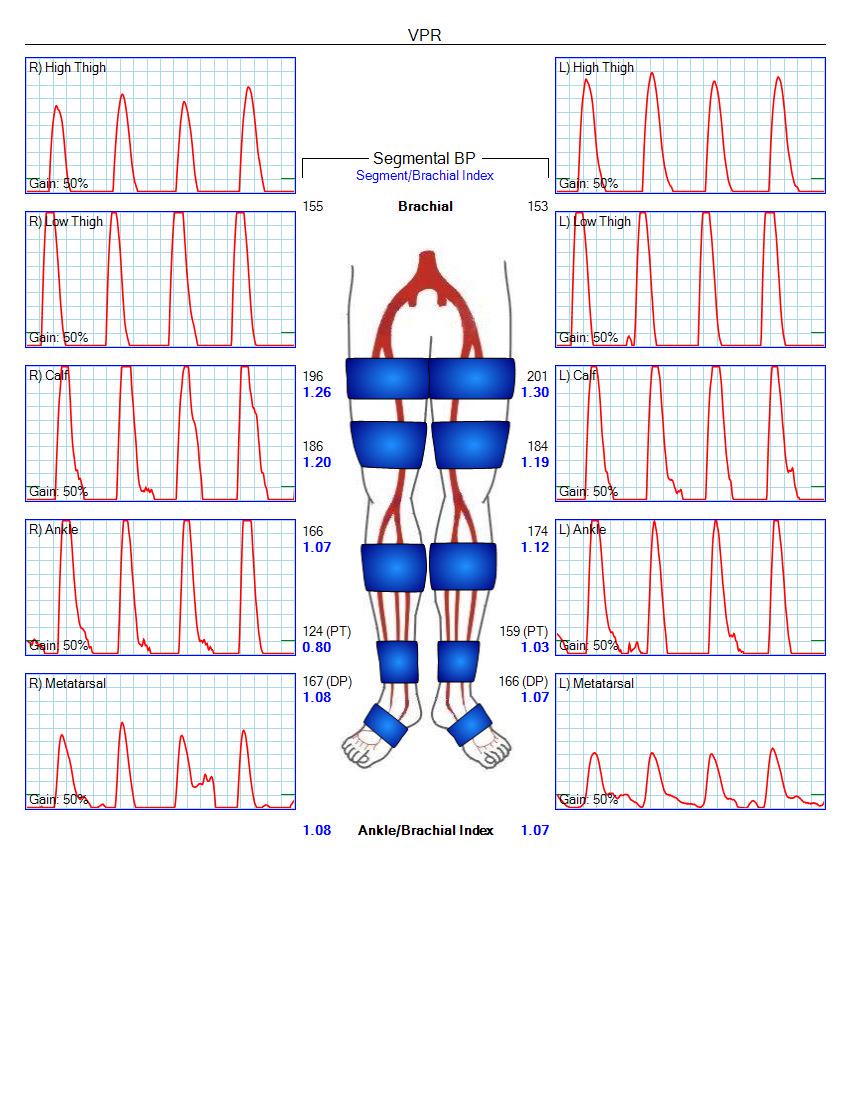 VPR
R) High Thigh
Gain: 50%
R) Low Thigh
Gain: 50%
R) Calf
Gain: 50%
R) Ankle
Gain: 50%
R) Metatarsal
Gain: 50%
Segmental BP
Segment/Brachial Index
155 Brachial 153
196 201
1.26 1.30
186 184
1.20 1.19
166 174
1.07 1.12
124 (PT) 159 (PT)
0.80 1.03
167 (DP) 166 (DP)
1.08 1.07
1.08 Ankle/Brachial Index 1.07
L) High Thigh
Gain: 50%
L) Low Thigh
Gain: 50%
L) Calf
Gain: 50%
L) Ankle
Gain: 50%
L) Metatarsal
Gain: 50%